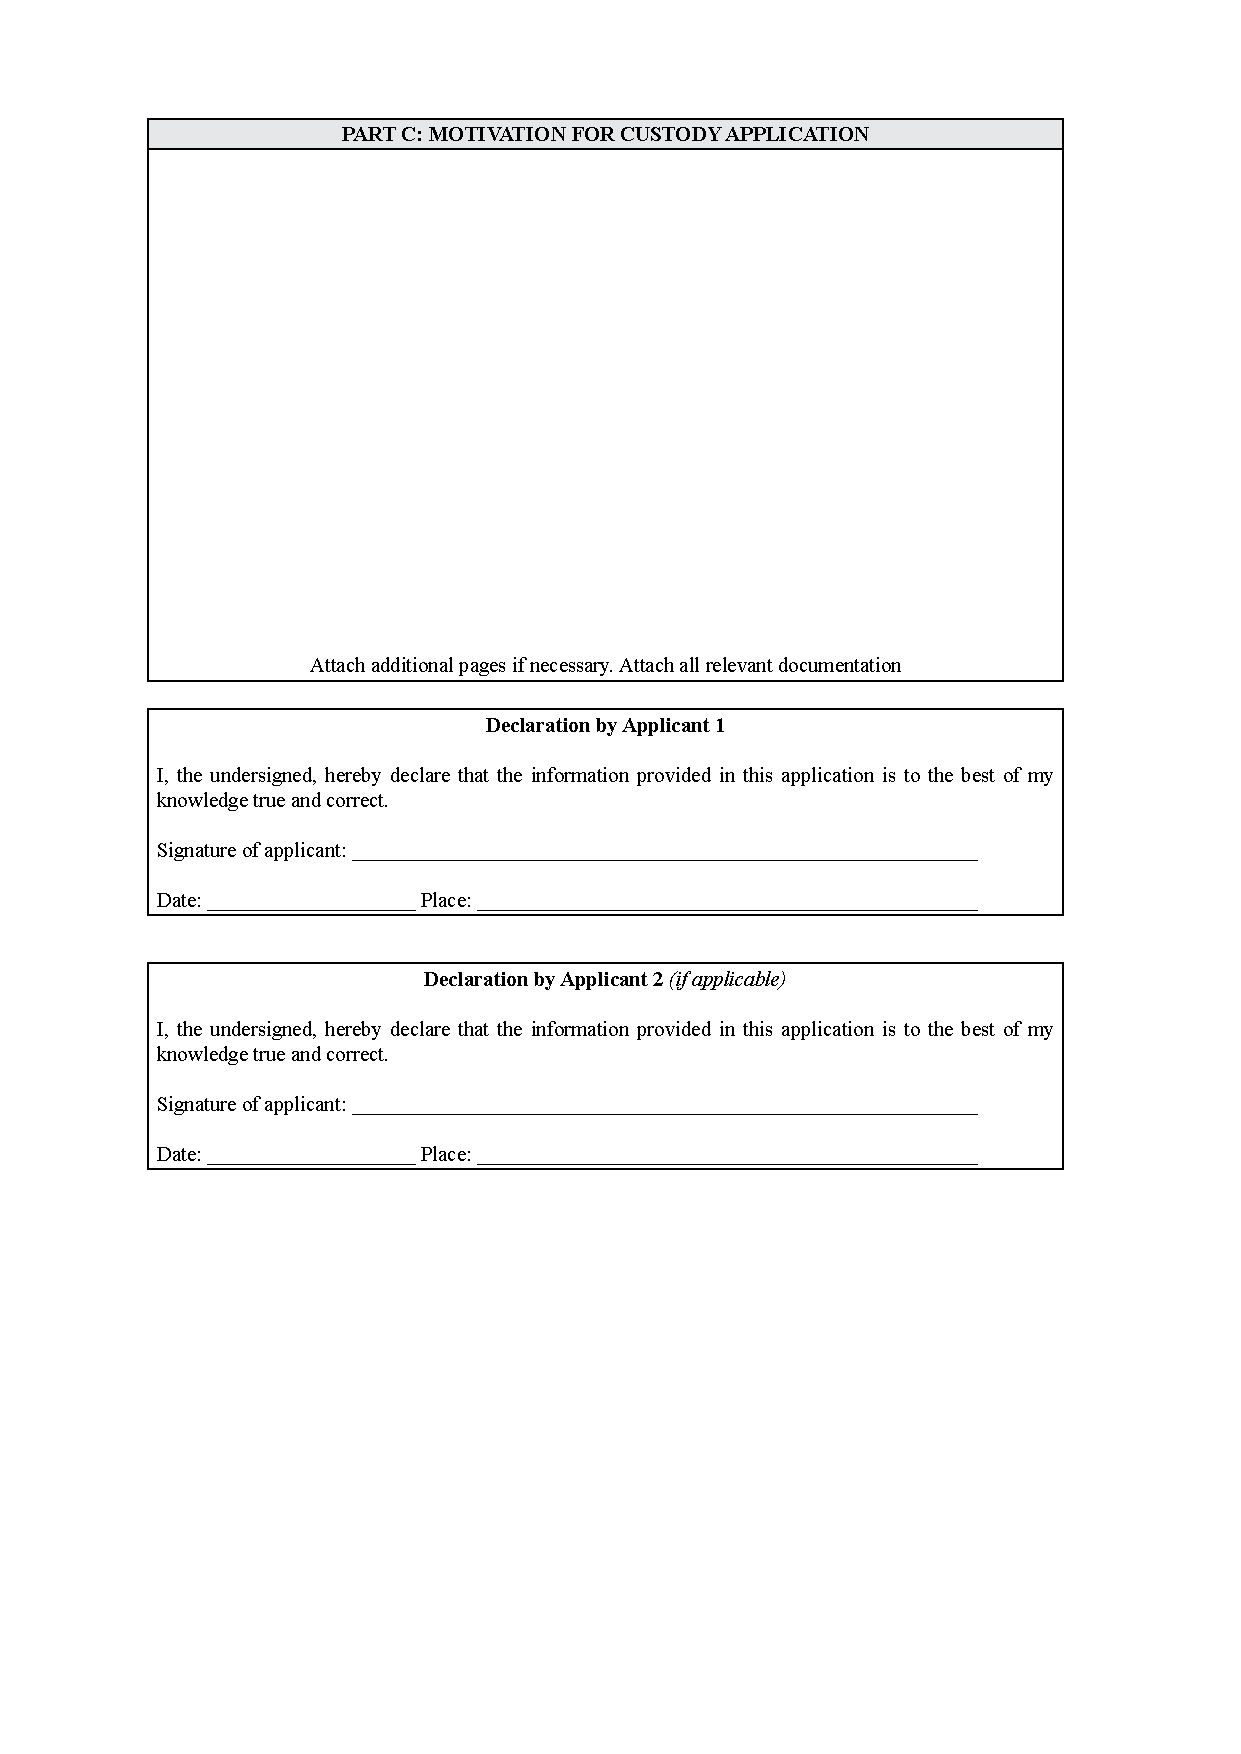 PART C: MOTIVATION FOR CUSTODY APPLICATION
Attach additional pages if necessary. Attach all relevant documentation
Declaration by Applicant 1
I, the undersigned, hereby declare that the information provided in this application is to the best of my
knowledge true and correct.
Signature of applicant: ____________________________________________________________
Date: ____________________ Place: ________________________________________________
Declaration by Applicant 2 (if applicable)
I, the undersigned, hereby declare that the information provided in this application is to the best of my
knowledge true and correct.
Signature of applicant: ____________________________________________________________
Date: ____________________ Place: ________________________________________________